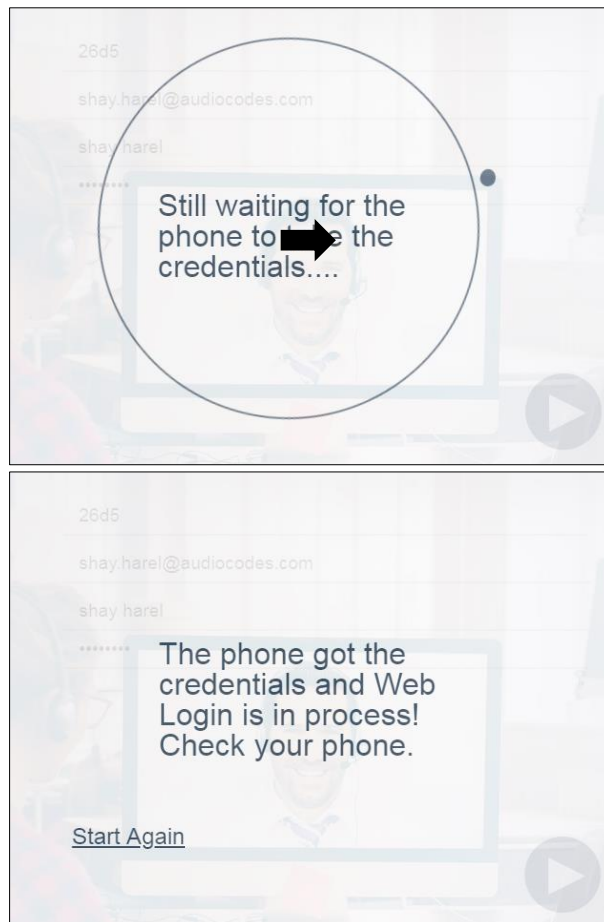 26d5
shay.harel@audiocodes.com
shay harel
••••••••
Still waiting for the
phone to the
credentials....
26d5
shay.harel@audiocodes.com
shay harel
••••••••
The phone got the
credentials and Web
Login is in process!
Check your phone.
Start Again